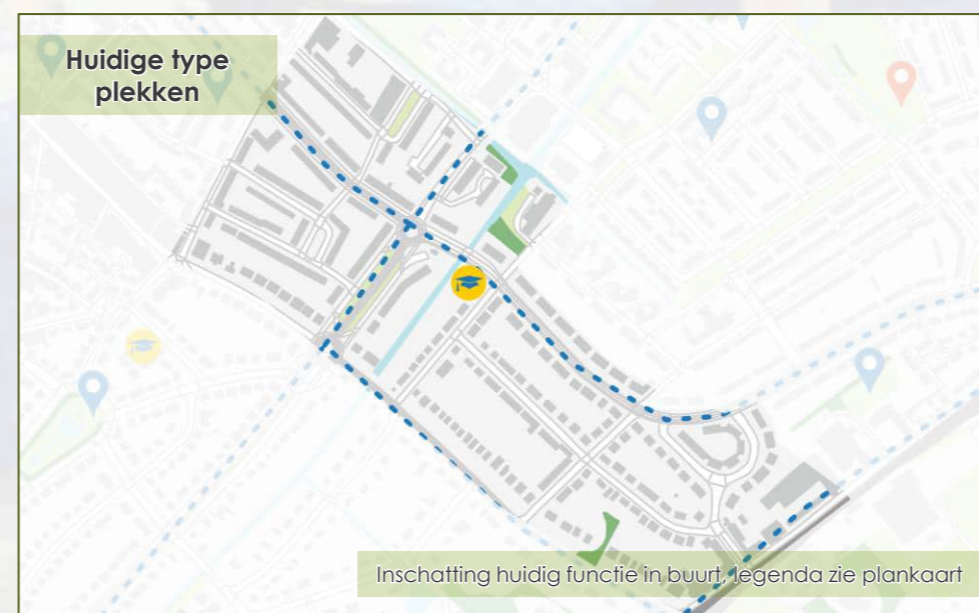 Huidige type
plekken
Inschatting huidig functie in buurt, legenda zie plankaart